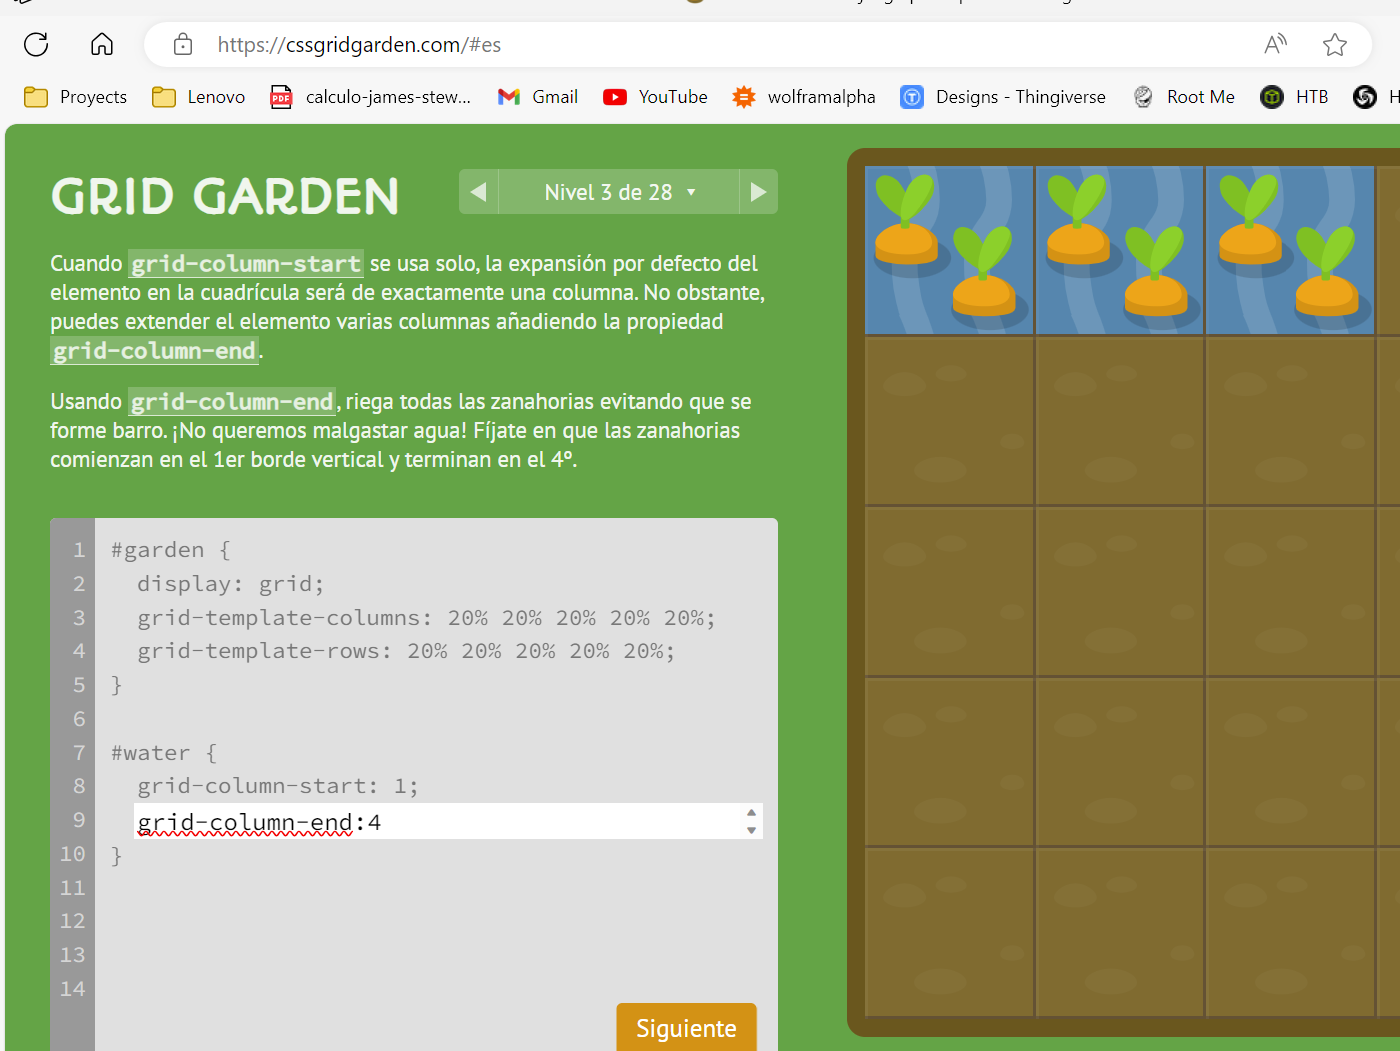 https://cssgridgarden.com/#es
Proyects Lenovo calculo-james-stew... Gmail YouTube wolframalpha Designs - Thingiverse Root Me HTB H
GRID GARDEN
Nivel 3 de 28
Cuando grid-column-start se usa solo, la expansión por defecto del
elemento en la cuadrícula será de exactamente una columna. No obstante,
puedes extender el elemento varias columnas añadiendo la propiedad
grid-column-end.
Usando grid-column-end, riega todas las zanahorias evitando que se
forme barro. ¡No queremos malgastar agua! Fíjate en que las zanahorias
comienzan en el 1er borde vertical y terminan en el 4º.
1 #garden {
2 display: grid;
3 grid-template-columns: 20% 20% 20% 20% 20%;
4 grid-template-rows: 20% 20% 20% 20% 20%;
5 }
6
7 #water {
8 grid-column-start: 1;
9 grid-column-end:4
10 }
11
12
13
14
Siguiente